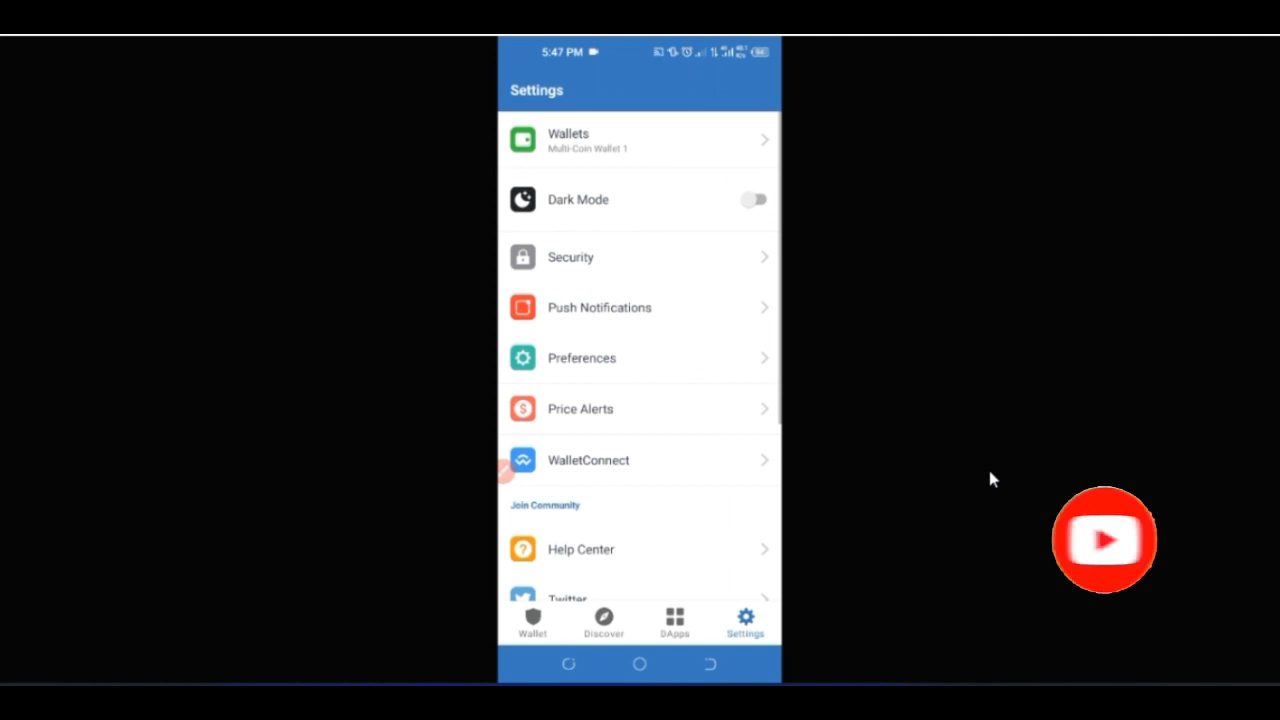 5:47 PM
Settings
Wallets
Multi-Coin Wallet 1
Dark Mode
Security
Push Notifications
Preferences
Price Alerts
WalletConnect
Join Community
Help Center
Twitter
Wallet Discover DApps Settings